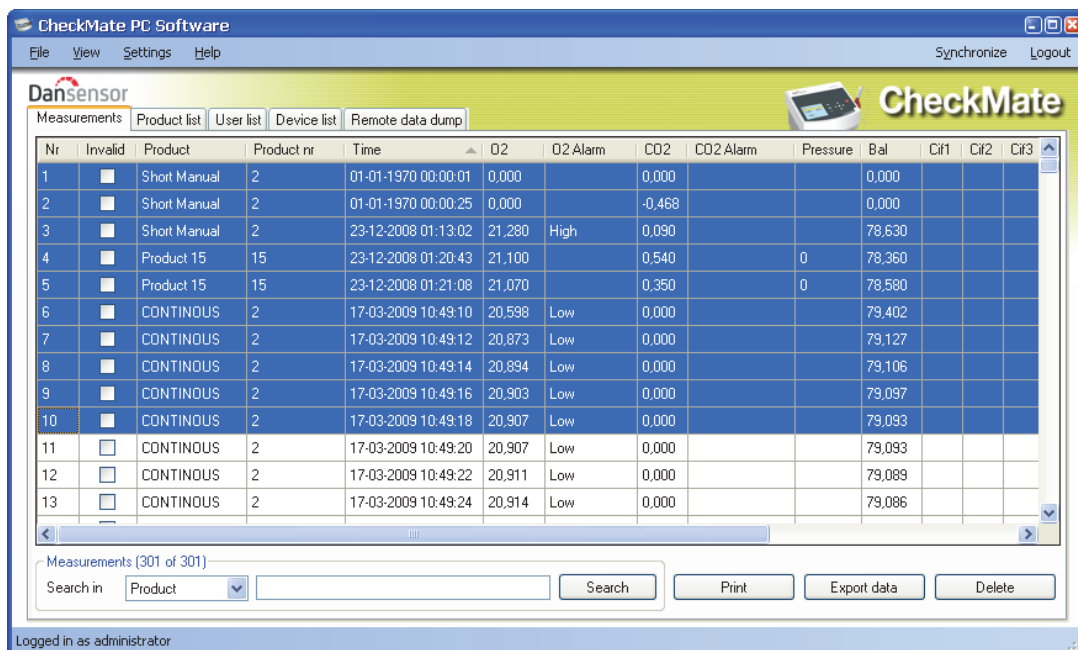 CheckMate PC Software
File View Settings Help Synchronize Logout
Dansensor
CheckMate
Measurements Product list User list Device list Remote data dump
Nr Invalid Product Product nr Time O2 O2 Alarm CO2 CO2 Alarm Pressure Bal Cif1 Cif2 Cif3
1 Short Manual 2 01-01-1970 00:00:01 0,000 0,000 0,000
2 Short Manual 2 01-01-1970 00:00:25 0,000 -0,468 0,000
3 Short Manual 2 23-12-2008 01:13:02 21,280 High 0,090 78,630
4 Product 15 15 23-12-2008 01:20:43 21,100 0,540 0 78,360
5 Product 15 15 23-12-2008 01:21:08 21,070 0,350 0 78,580
6 CONTINOUS 2 17-03-2009 10:49:10 20,598 Low 0,000 79,402
7 CONTINOUS 2 17-03-2009 10:49:12 20,873 Low 0,000 79,127
8 CONTINOUS 2 17-03-2009 10:49:14 20,894 Low 0,000 79,106
9 CONTINOUS 2 17-03-2009 10:49:16 20,903 Low 0,000 79,097
10 CONTINOUS 2 17-03-2009 10:49:18 20,907 Low 0,000 79,093
11 CONTINOUS 2 17-03-2009 10:49:20 20,907 Low 0,000 79,093
12 CONTINOUS 2 17-03-2009 10:49:22 20,911 Low 0,000 79,089
13 CONTINOUS 2 17-03-2009 10:49:24 20,914 Low 0,000 79,086
Measurements (301 of 301)
Search in Product Search Print Export data Delete
Logged in as administrator